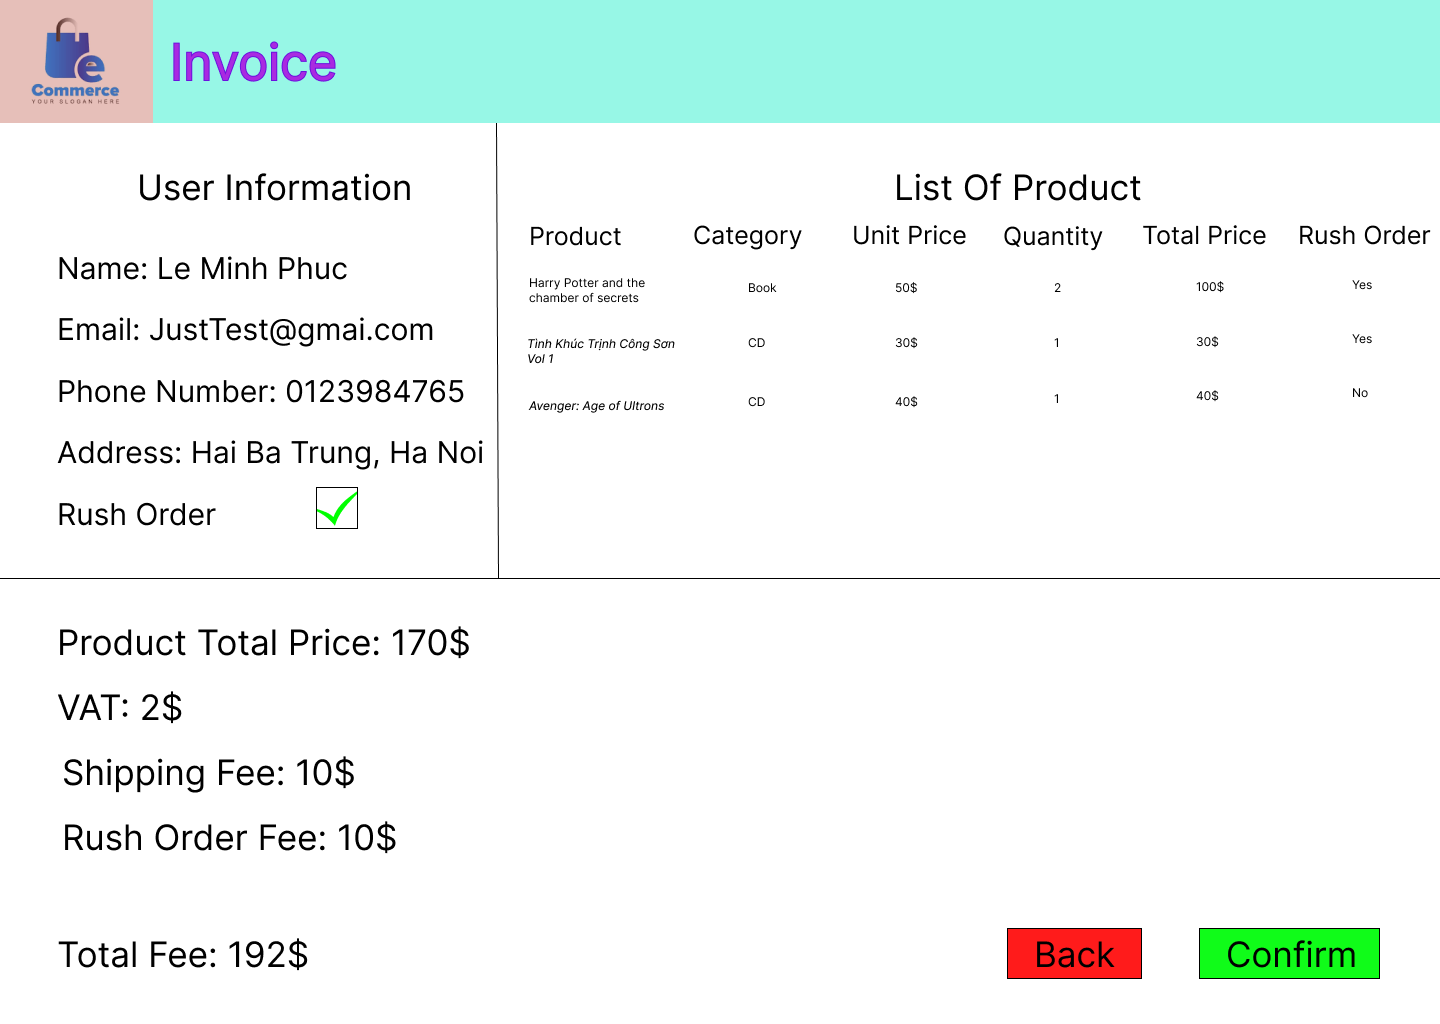 e
Commerce
YOUR SLOGAN HERE
Invoice
User Information
Name: Le Minh Phuc
Email: JustTest@gmai.com
Phone Number: 0123984765
Address: Hai Ba Trung, Ha Noi
Rush Order
List Of Product
Product Category Unit Price Quantity Total Price Rush Order
Harry Potter and the
chamber of secrets Book 50$ 2 100$ Yes
Tình Khúc Trịnh Công Sơn
Vol 1 CD 30$ 1 30$ Yes
Avenger: Age of Ultrons CD 40$ 1 40$ No
Product Total Price: 170$
VAT: 2$
Shipping Fee: 10$
Rush Order Fee: 10$
Total Fee: 192$
Back Confirm